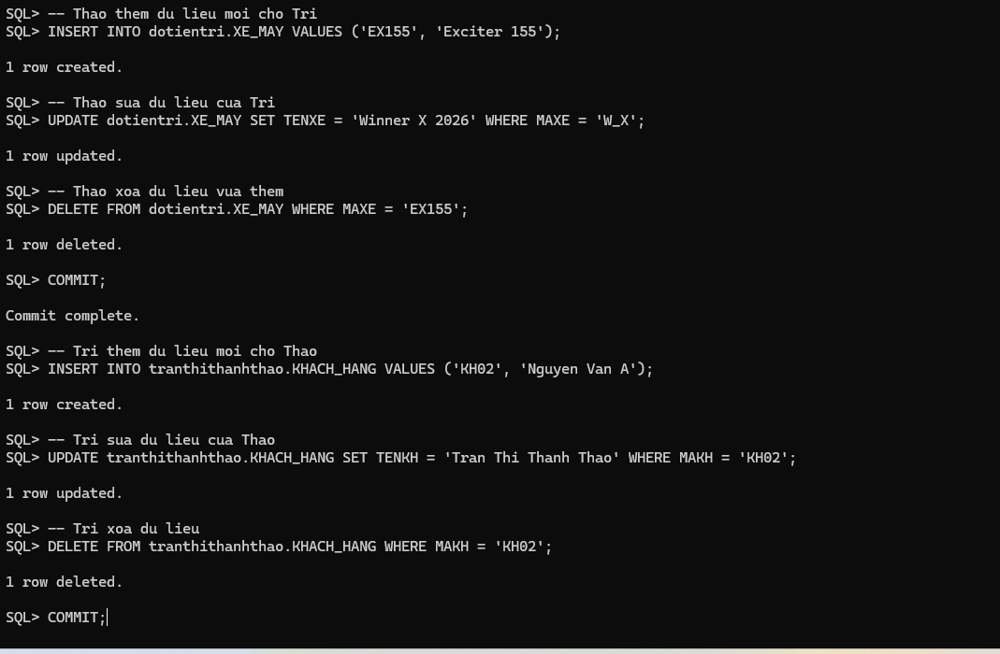 SQL> -- Thao them du lieu moi cho Tri
SQL> INSERT INTO dotientri.XE_MAY VALUES ('EX155', 'Exciter 155');
1 row created.
SQL> -- Thao sua du lieu cua Tri
SQL> UPDATE dotientri.XE_MAY SET TENXE = 'Winner X 2026' WHERE MAXE = 'W_X';
1 row updated.
SQL> -- Thao xoa du lieu vua them
SQL> DELETE FROM dotientri.XE_MAY WHERE MAXE = 'EX155';
1 row deleted.
SQL> COMMIT;
Commit complete.
SQL> -- Tri them du lieu moi cho Thao
SQL> INSERT INTO tranthithanhthao.KHACH_HANG VALUES ('KH02', 'Nguyen Van A');
1 row created.
SQL> -- Tri sua du lieu cua Thao
SQL> UPDATE tranthithanhthao.KHACH_HANG SET TENKH = 'Tran Thi Thanh Thao' WHERE MAKH = 'KH02';
1 row updated.
SQL> -- Tri xoa du lieu
SQL> DELETE FROM tranthithanhthao.KHACH_HANG WHERE MAKH = 'KH02';
1 row deleted.
SQL> COMMIT;